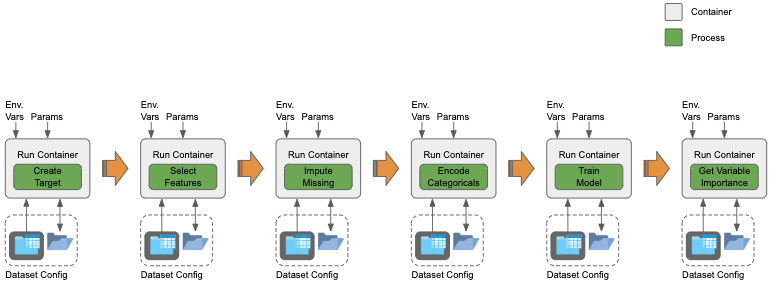 Container
Process
Env.
Vars Params
Run Container
Create
Target
Dataset Config
Env.
Vars Params
Run Container
Select
Features
Dataset Config
Env.
Vars Params
Run Container
Impute
Missing
Dataset Config
Env.
Vars Params
Run Container
Encode
Categoricals
Dataset Config
Env.
Vars Params
Run Container
Train
Model
Dataset Config
Env.
Vars Params
Run Container
Get Variable
Importance
Dataset Config